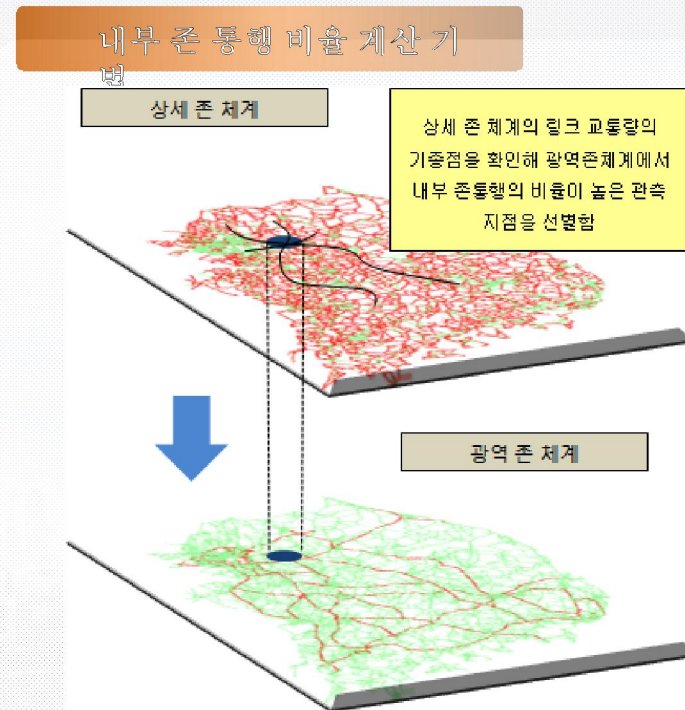 내부 존 통행 비율 계산 기
법
상세 존 체계
상세 존 체계의 링크 교통량의
기종점을 확인해 광역존체계에서
내부 존통행의 비율이 높은 관측
지점을 선별함
광역 존 체계